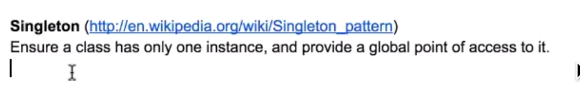 Singleton (http://en.wikipedia.org/wiki/Singleton_pattern)
Ensure a class has only one instance, and provide a global point of access to it.